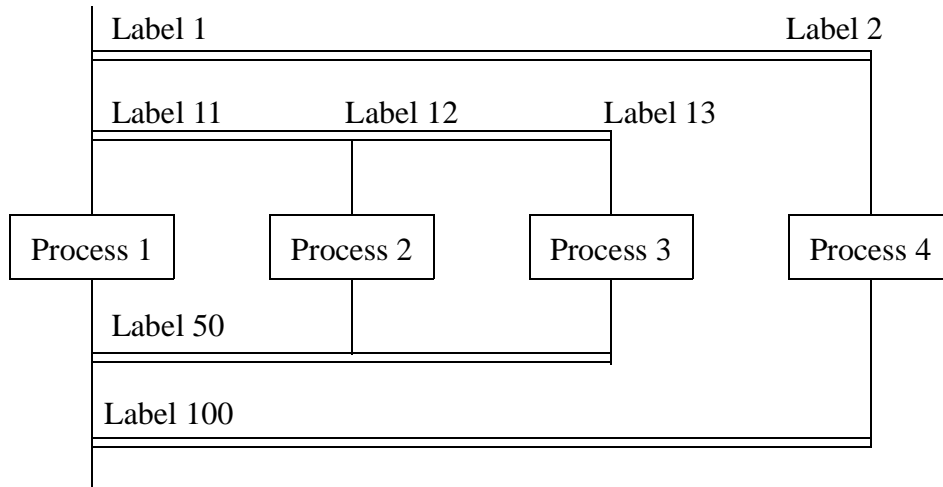 Label 1
Label 2
Label 11
Label 12
Label 13
Process 1
Process 2
Process 3
Process 4
Label 50
Label 100